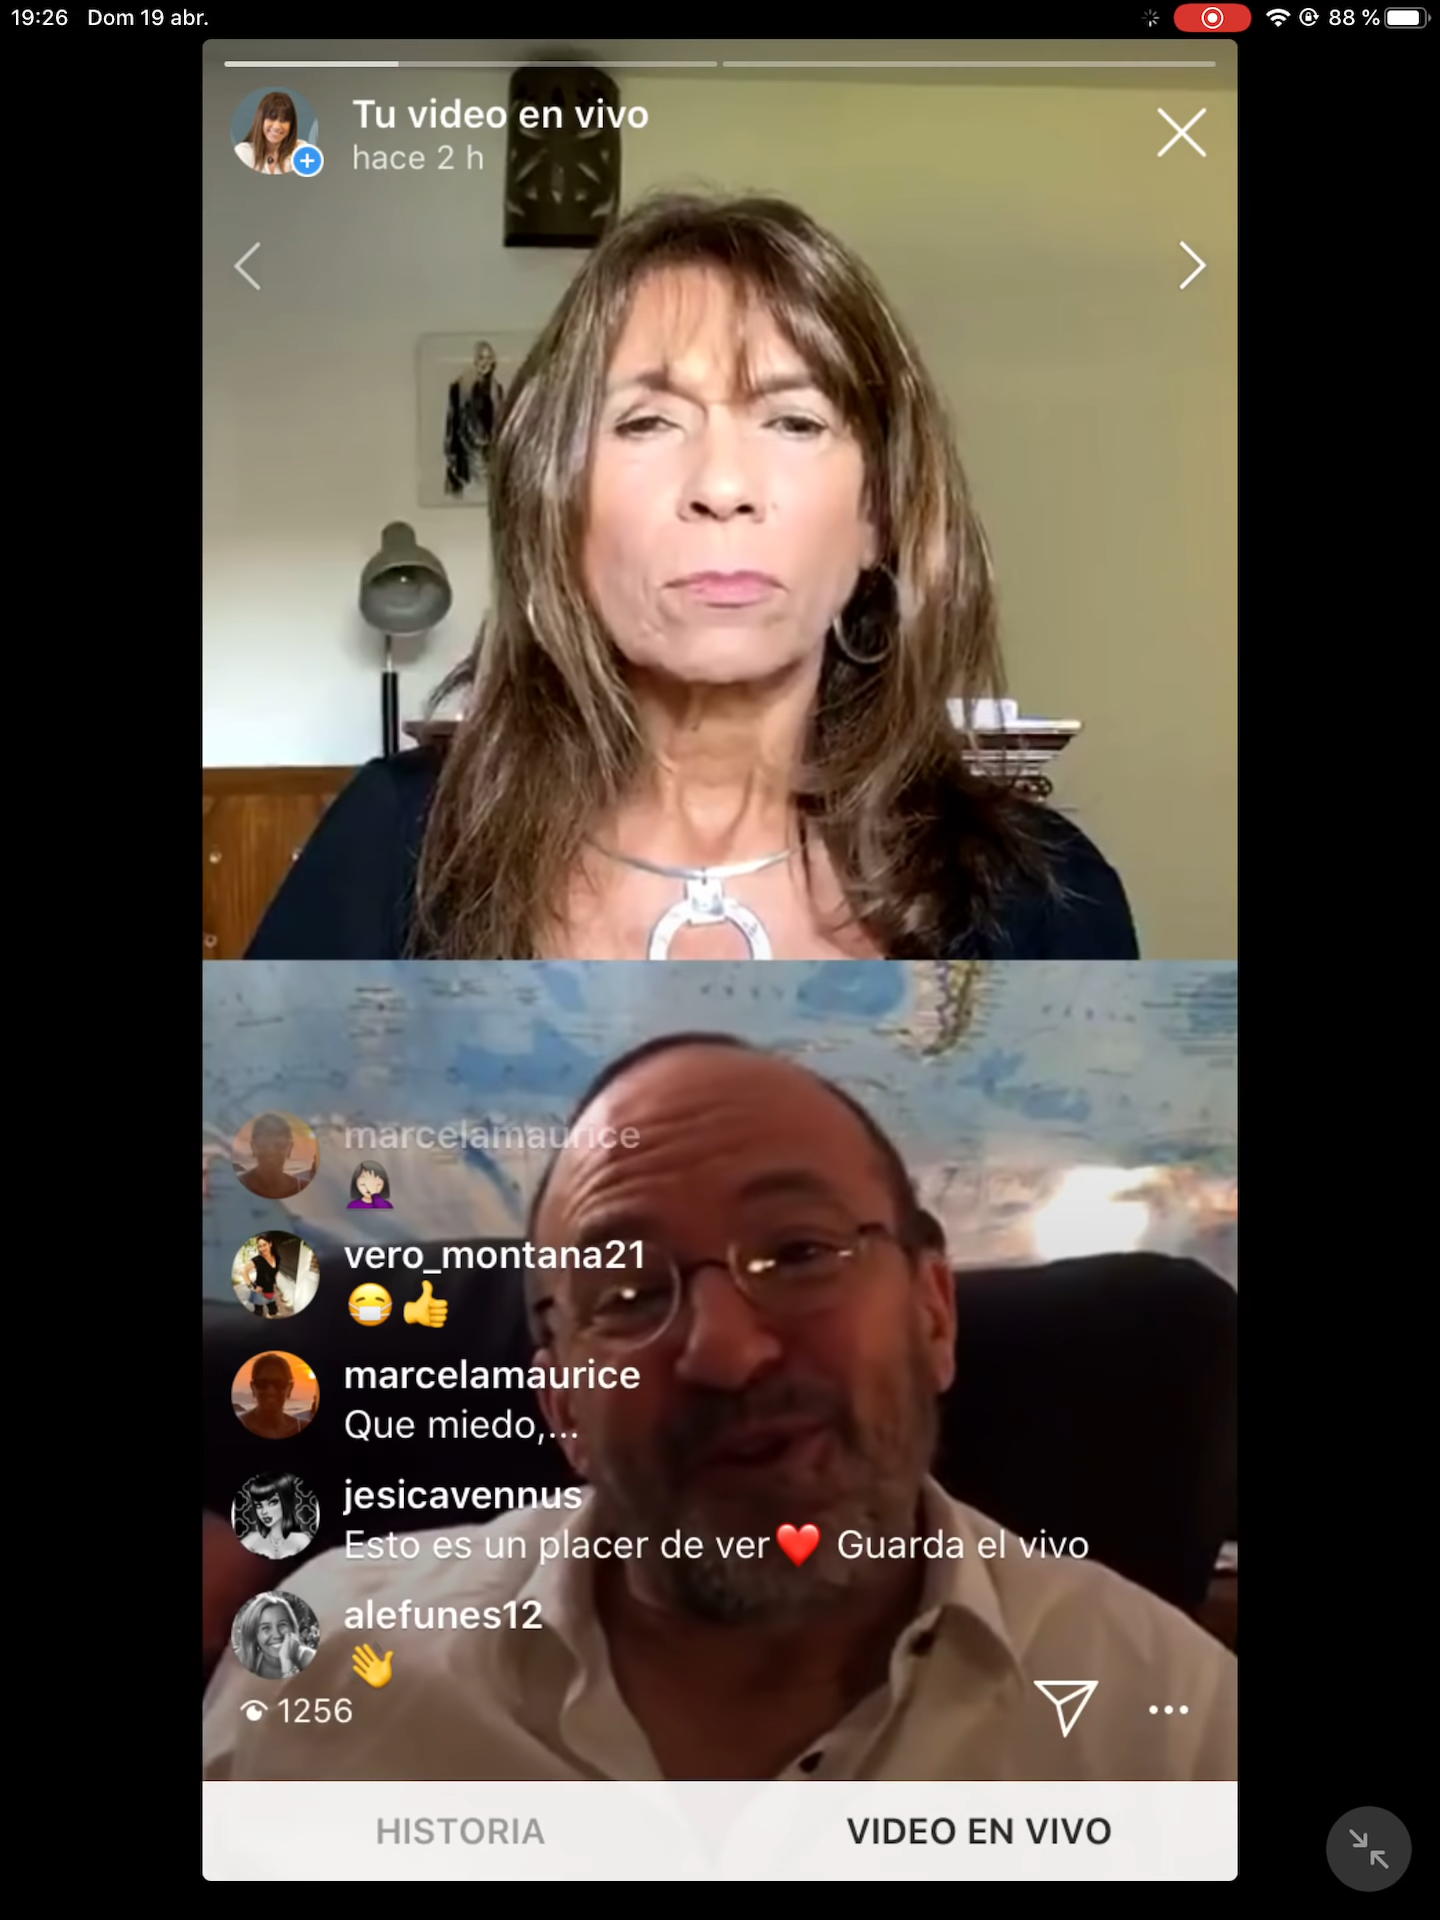 19:26 Dom 19 abr.
88 %
Tu video en vivo
hace 2 h
marcelamaurice
vero_montana21
marcelamaurice
Que miedo,...
jesicavennus
Esto es un placer de ver❤️ Guarda el vivo
alefunes12
1256
HISTORIA
VIDEO EN VIVO